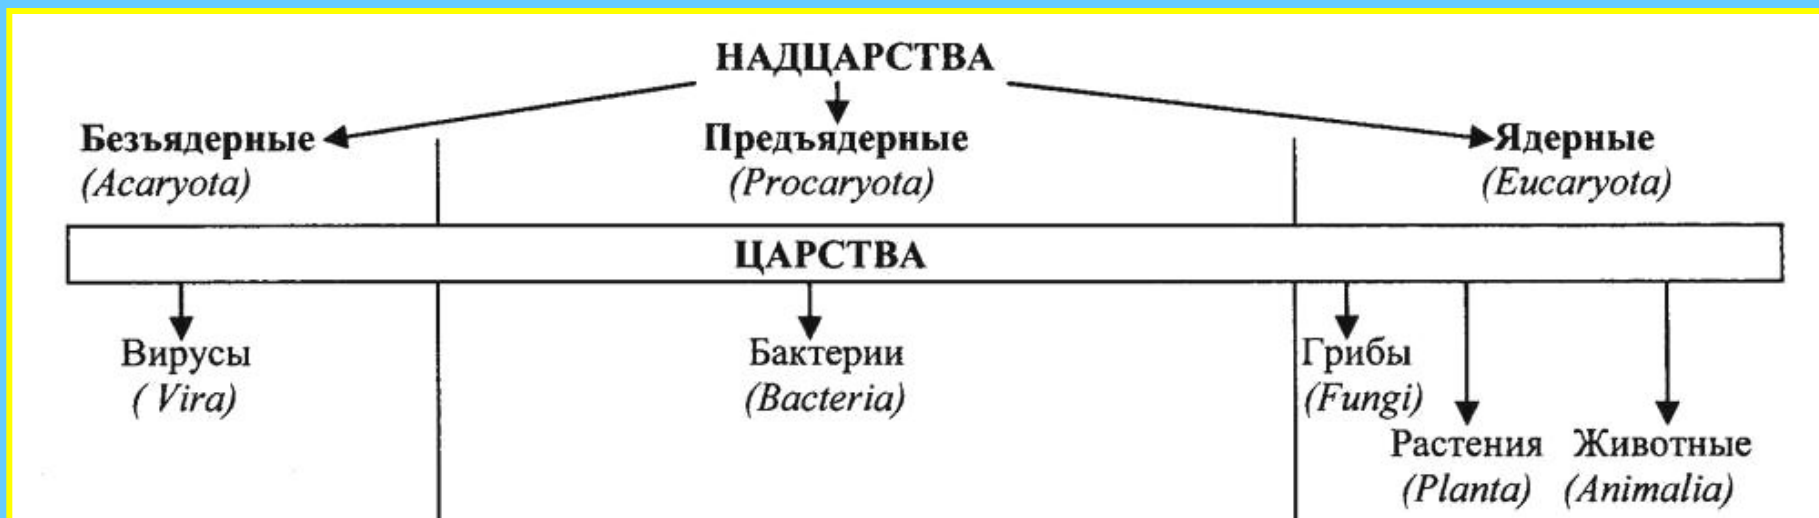 НАДЦАРСТВА
Безъядерные Предъядерные Ядерные
(Acaryota) (Procaryota) (Eucaryota)
ЦАРСТВА
Вирусы Бактерии Грибы
( Vira) (Bacteria) (Fungi)
Растения Животные
(Planta) (Animalia)